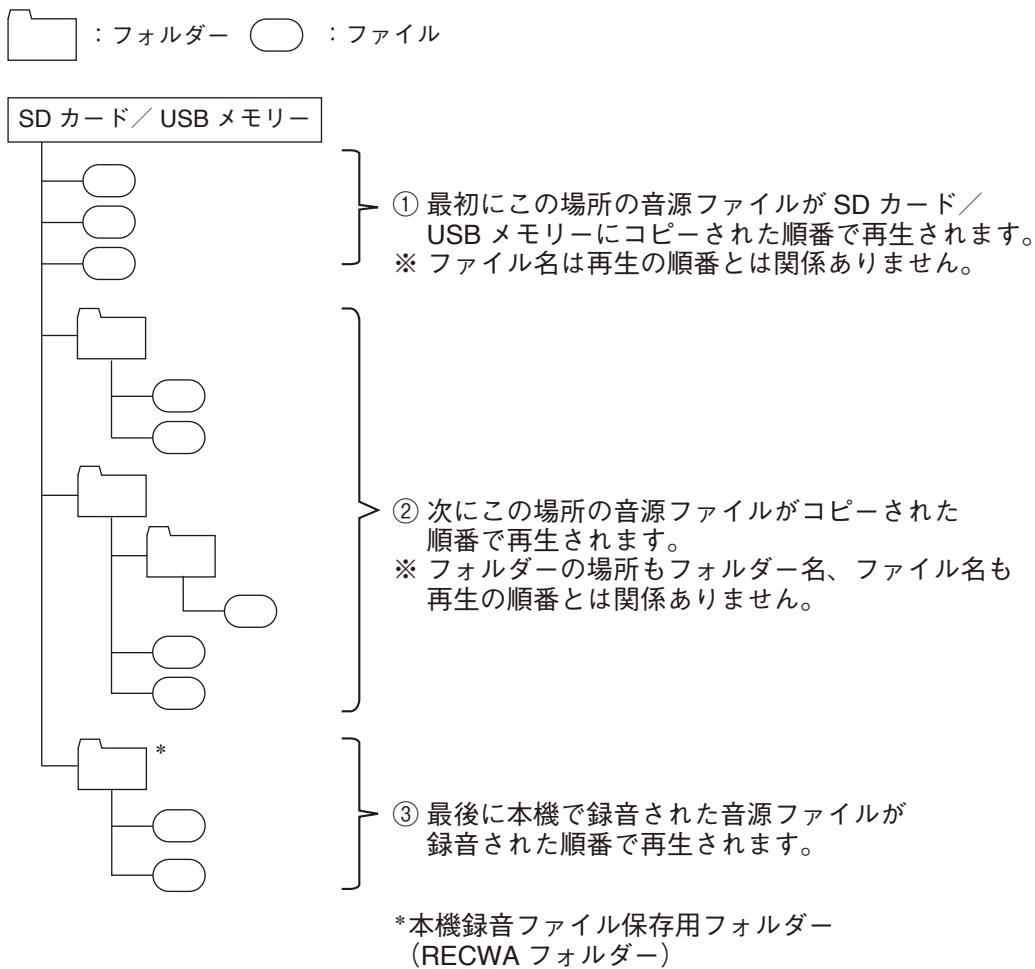 ：フォルダー ：ファイル
SD カード／ USB メモリー
① 最初にこの場所の音源ファイルが SD カード／
USB メモリーにコピーされた順番で再生されます。
※ ファイル名は再生の順番とは関係ありません。
② 次にこの場所の音源ファイルがコピーされた
順番で再生されます。
※ フォルダーの場所もフォルダー名、ファイル名も
再生の順番とは関係ありません。
*
③ 最後に本機で録音された音源ファイルが
録音された順番で再生されます。
*本機録音ファイル保存用フォルダー
（RECWA フォルダー）